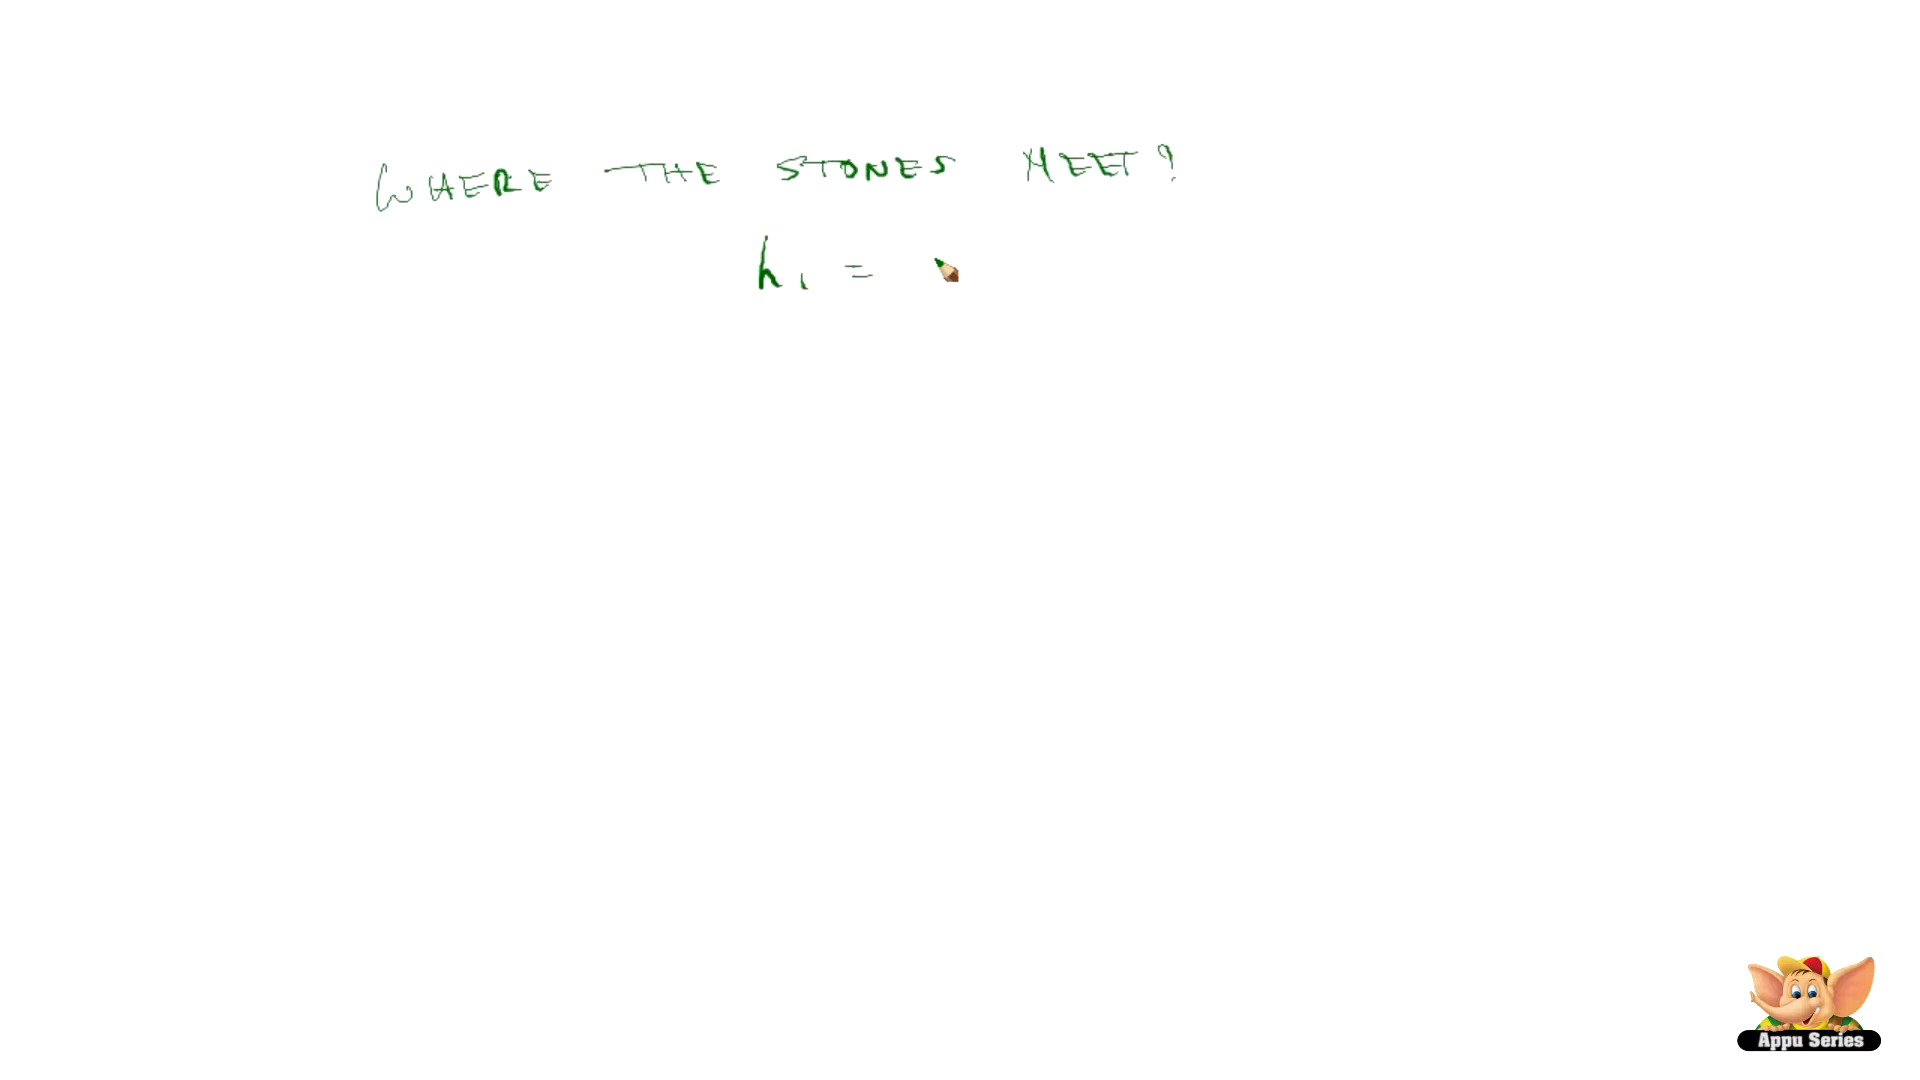 WHERE THE STONES MEET?
h₁ =
Appu Series